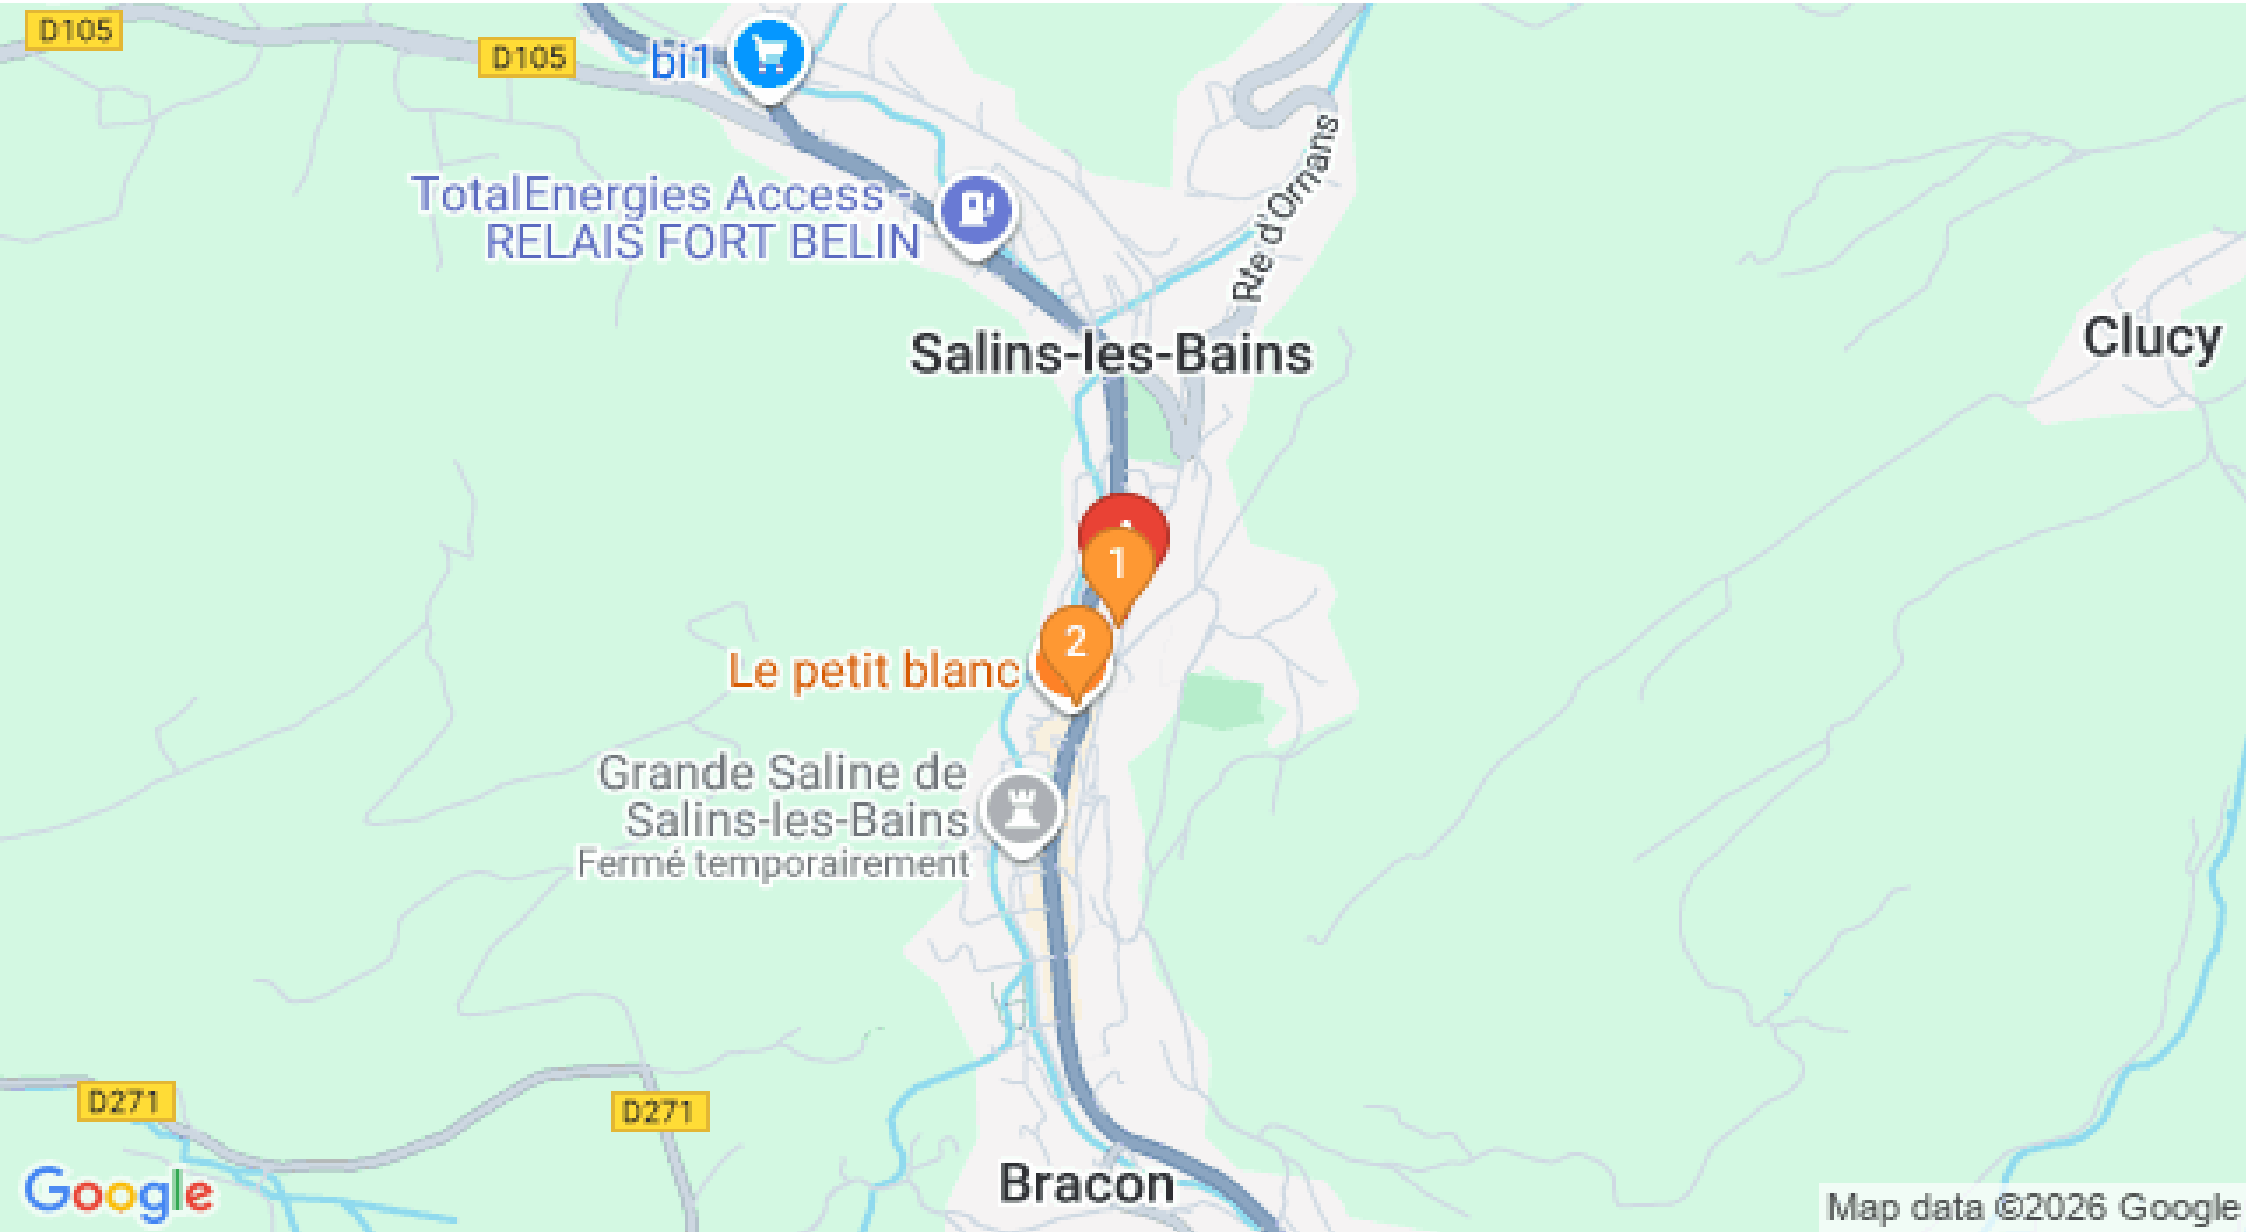 D105
D105
bi1
TotalEnergies Access -
RELAIS FORT BELIN
Rte d'Ornans
Salins-les-Bains
Clucy
1
2
Le petit blanc
Grande Saline de
Salins-les-Bains
Fermé temporairement
D271
D271
Bracon
Google
Map data ©2026 Google